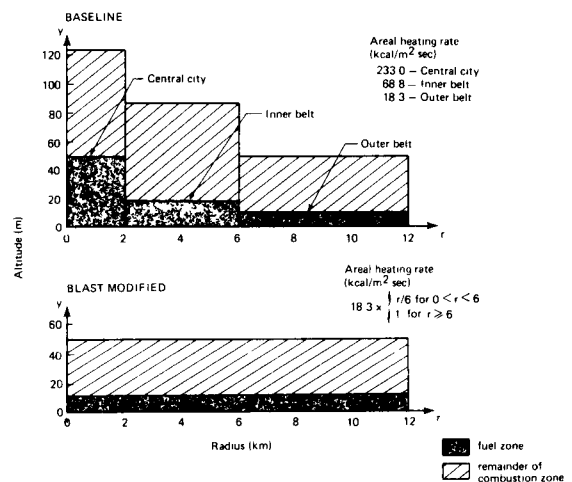 BASELINE
y
Areal heating rate
(kcal/m² sec)
233 0 – Central city
68 8 – Inner belt
18 3 – Outer belt
120
100
80
60
40
20
0
Central city
Inner belt
Outer belt
0 2 4 6 8 10 12 r
Altitude (m)
BLAST MODIFIED
y
Areal heating rate
(kcal/m² sec)
18 3 x { r/6 for 0 < r < 6
1 for r ≥ 6
60
40
20
0
0 2 4 6 8 10 12 r
Radius (km)
fuel zone
remainder of
combustion zone